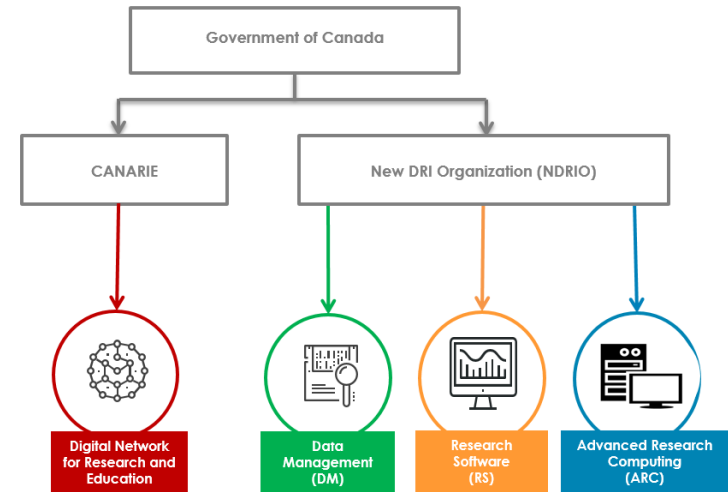 Government of Canada
CANARIE
New DRI Organization (NDRIO)
Digital Network
for Research and
Education
Data
Management
(DM)
Research
Software
(RS)
Advanced Research
Computing
(ARC)